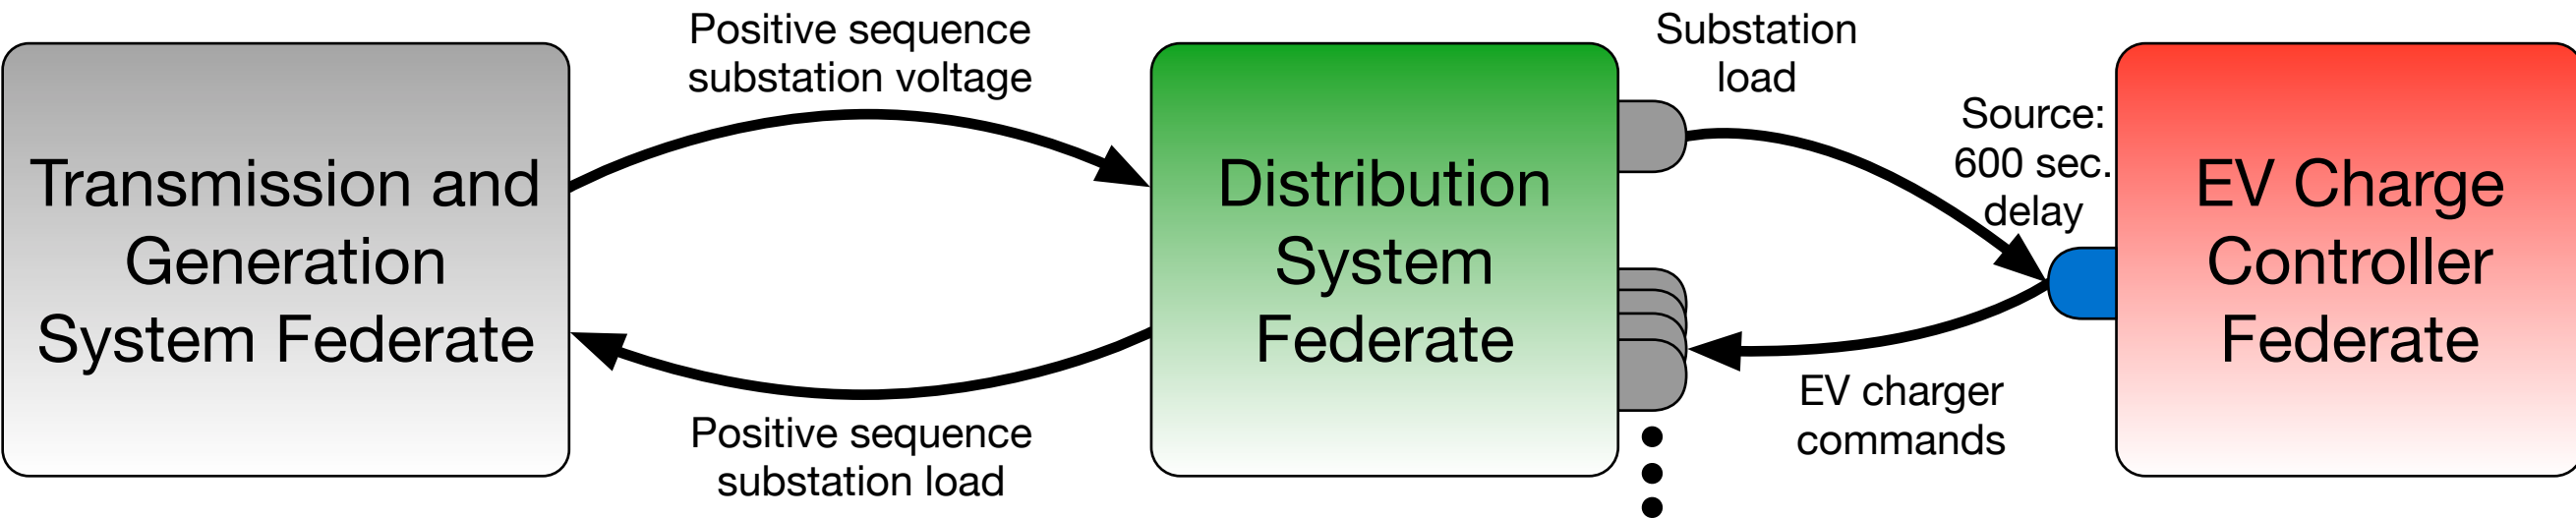 Transmission and
Generation
System Federate
Positive sequence
substation voltage
Positive sequence
substation load
Distribution
System
Federate
Substation
load
Source:
600 sec.
delay
EV charger
commands
EV Charge
Controller
Federate